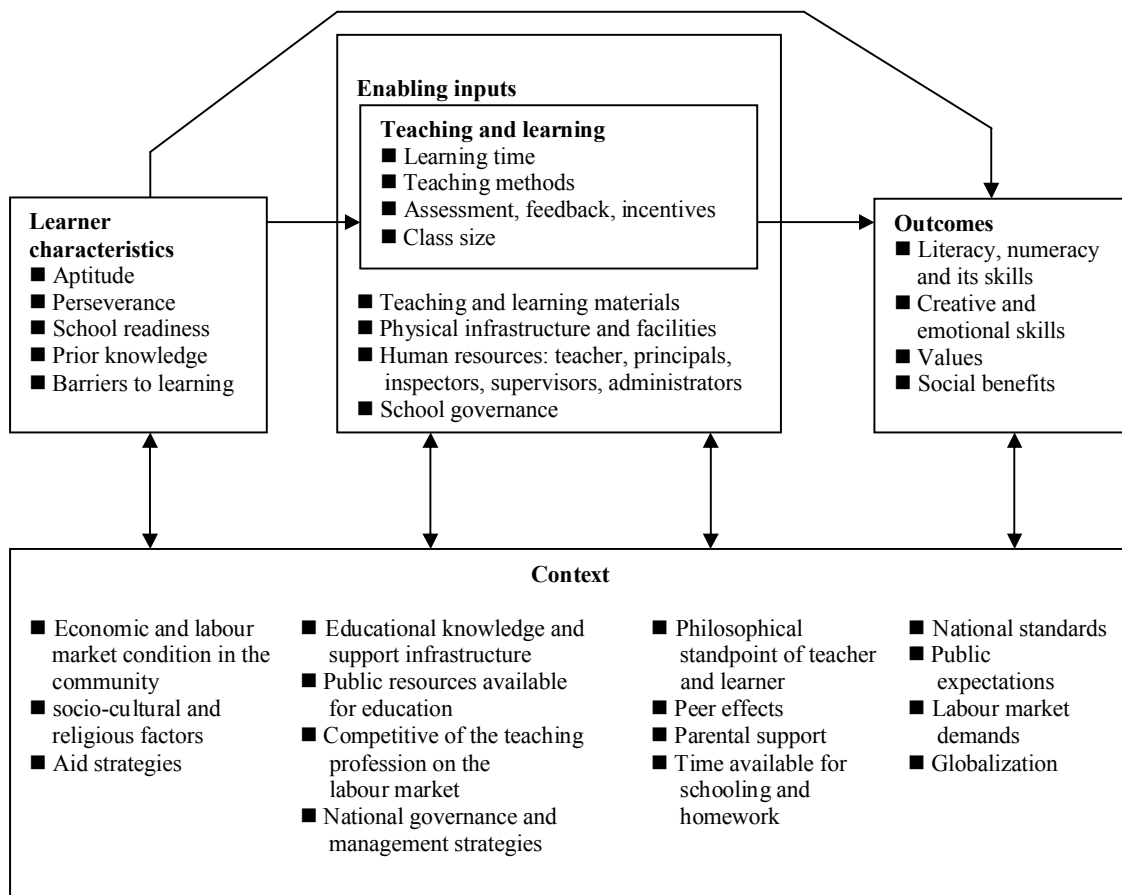 Enabling inputs
Teaching and learning
■ Learning time
■ Teaching methods
■ Assessment, feedback, incentives
■ Class size
■ Teaching and learning materials
■ Physical infrastructure and facilities
■ Human resources: teacher, principals,
inspectors, supervisors, administrators
■ School governance
Learner
characteristics
■ Aptitude
■ Perseverance
■ School readiness
■ Prior knowledge
■ Barriers to learning
Outcomes
■ Literacy, numeracy
and its skills
■ Creative and
emotional skills
■ Values
■ Social benefits
Context
■ Economic and labour
market condition in the
community
■ socio-cultural and
religious factors
■ Aid strategies
■ Educational knowledge and
support infrastructure
■ Public resources available
for education
■ Competitive of the teaching
profession on the
labour market
■ National governance and
management strategies
■ Philosophical
standpoint of teacher
and learner
■ Peer effects
■ Parental support
■ Time available for
schooling and
homework
■ National standards
■ Public
expectations
■ Labour market
demands
■ Globalization